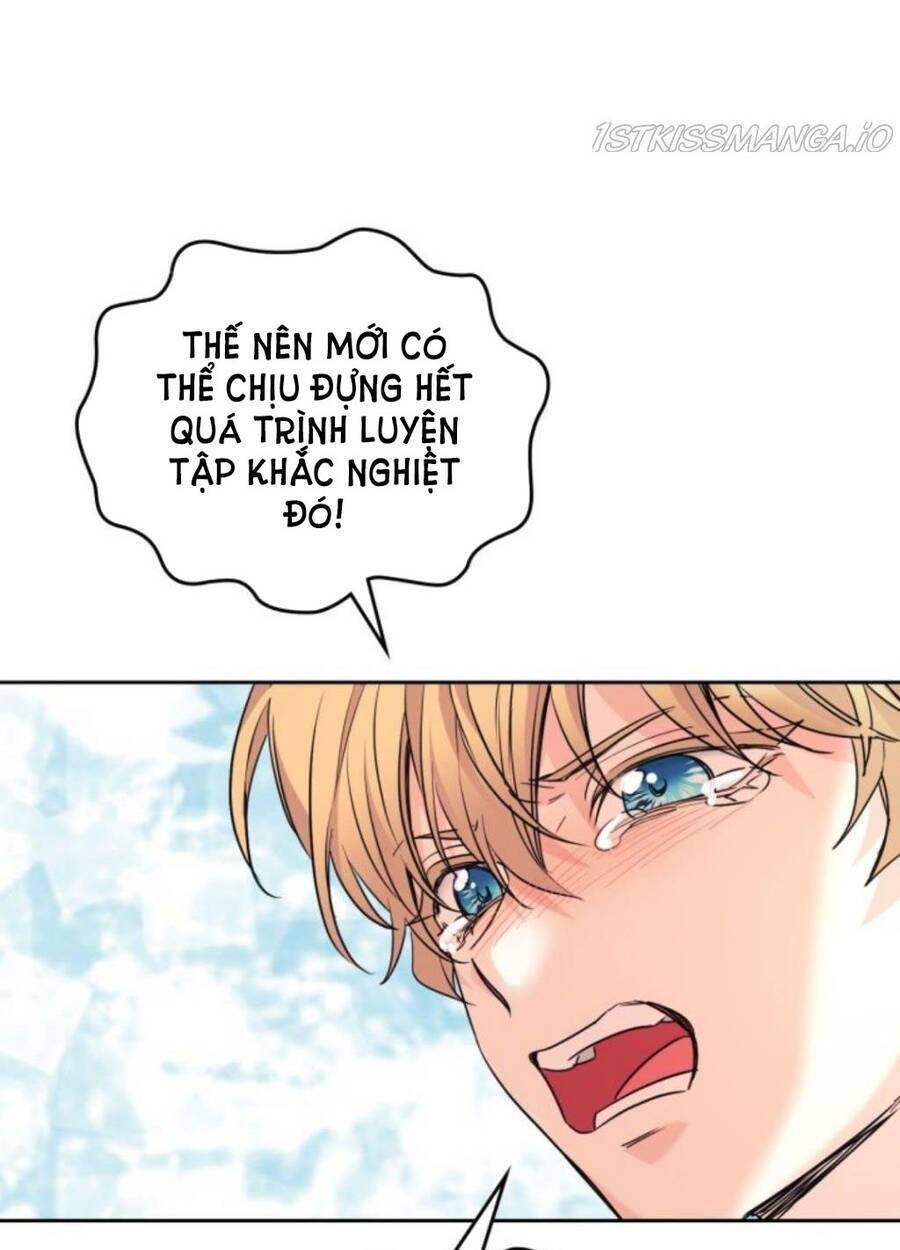 1STKISSMANGA.IO
THẾ NÊN MỚI CÓ
THỂ CHỊU ĐỰNG HẾT
QUÁ TRÌNH LUYỆN
TẬP KHẮC NGHIỆT
ĐÓ!